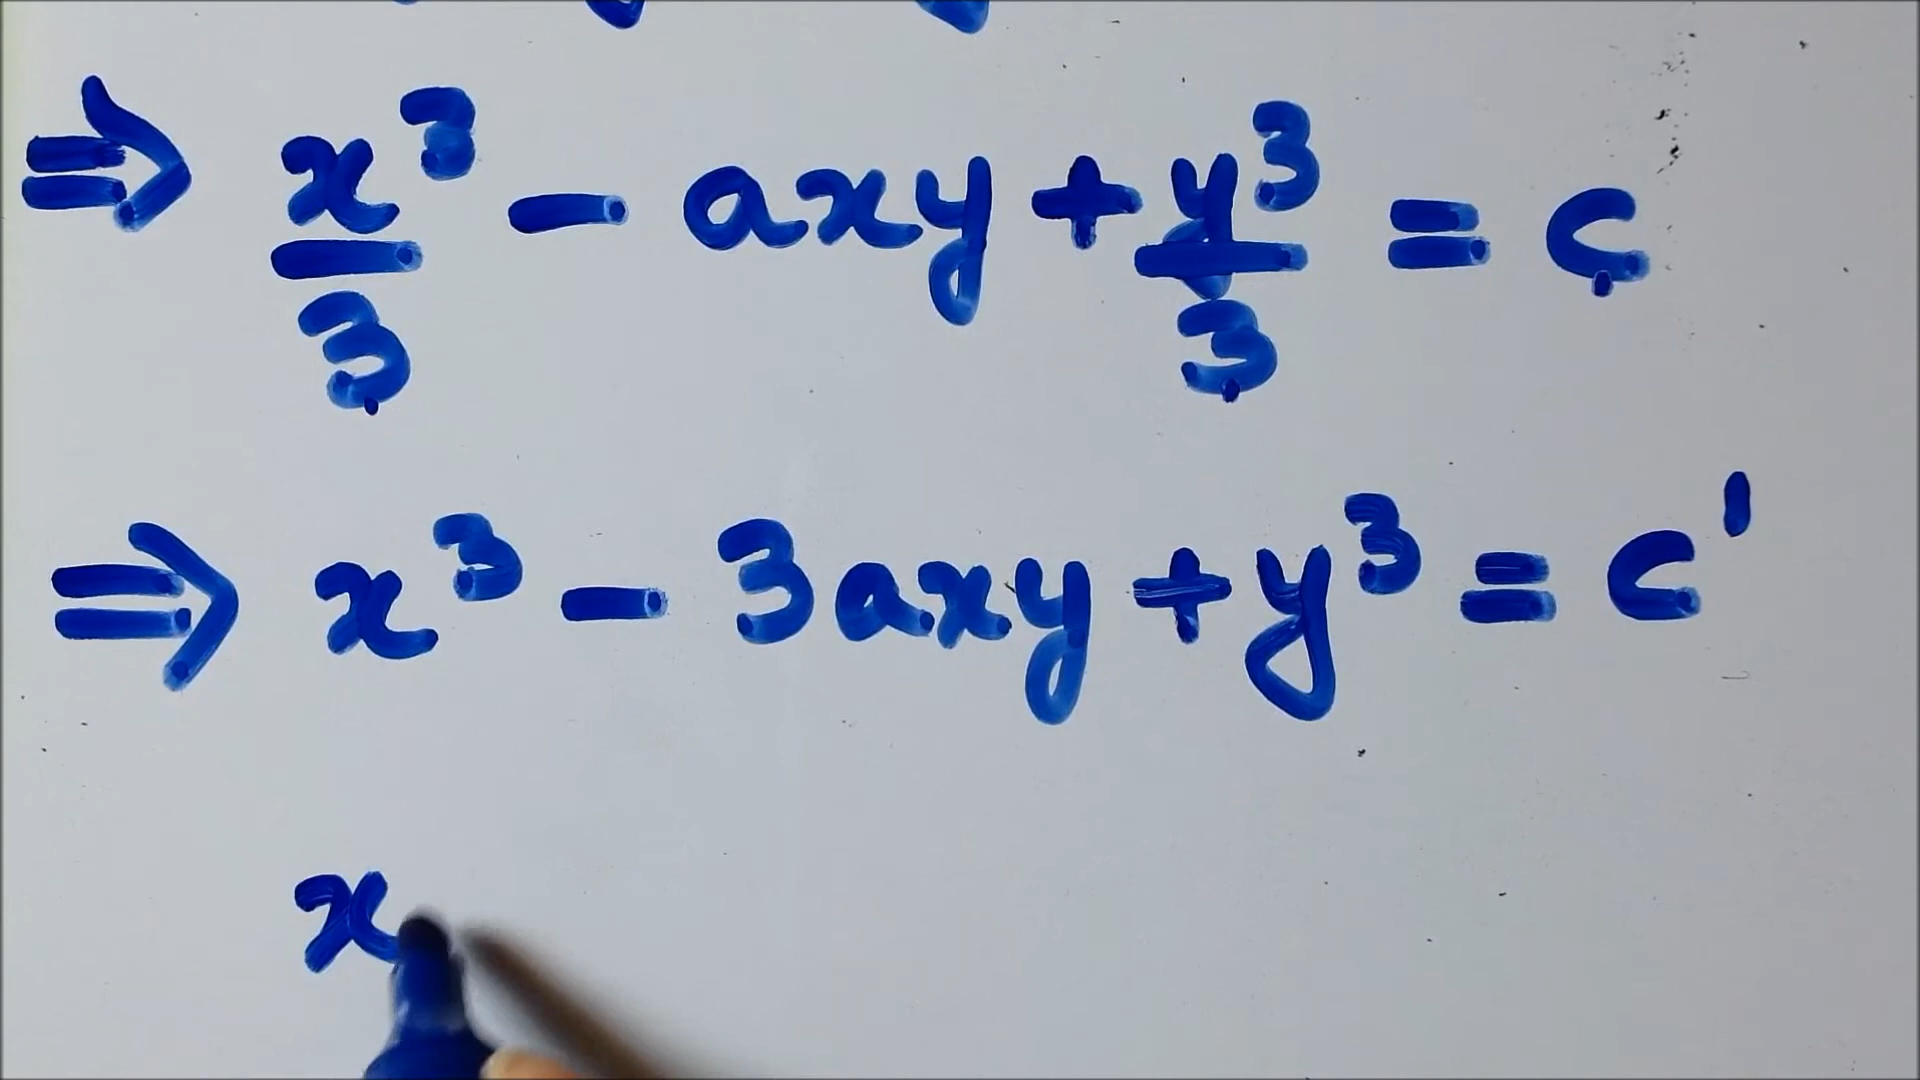 ⇒ x³/3 - axy + y³/3 = c
⇒ x³ - 3axy + y³ = c'
x